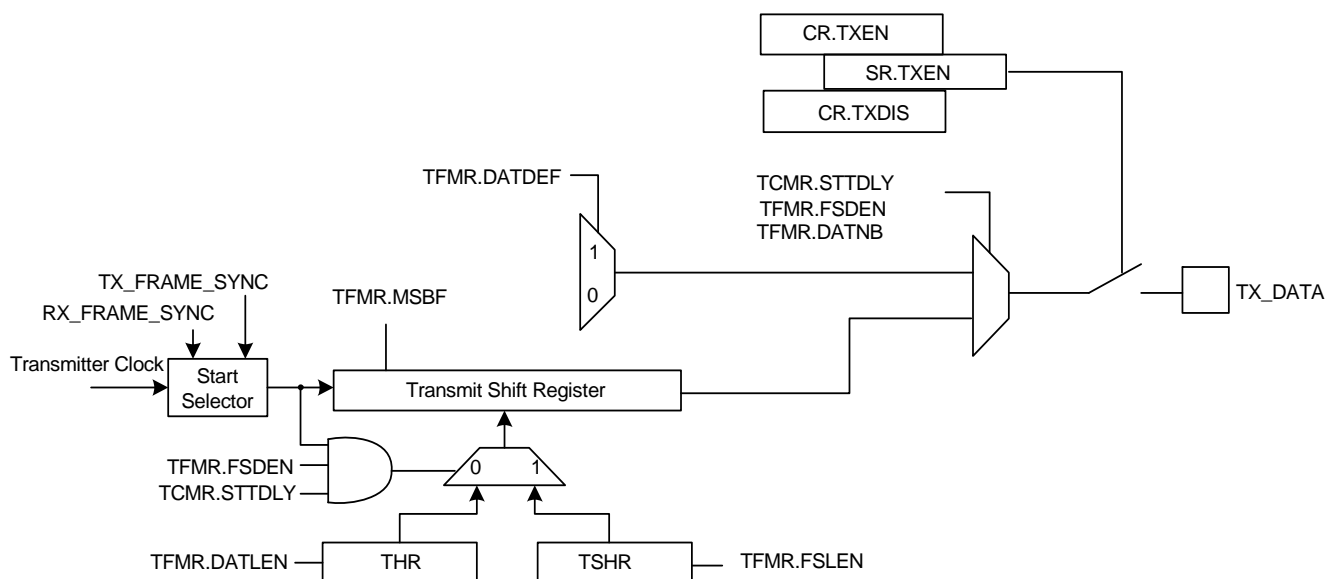 CR.TXEN
SR.TXEN
CR.TXDIS
TFMR.DATDEF
TCMR.STTDLY
TFMR.FSDEN
TFMR.DATNB
1
0
TX_FRAME_SYNC
RX_FRAME_SYNC
TFMR.MSBF
TX_DATA
Transmitter Clock
Start
Selector
Transmit Shift Register
TFMR.FSDEN
TCMR.STTDLY
0 1
TFMR.DATLEN
THR
TSHR
TFMR.FSLEN